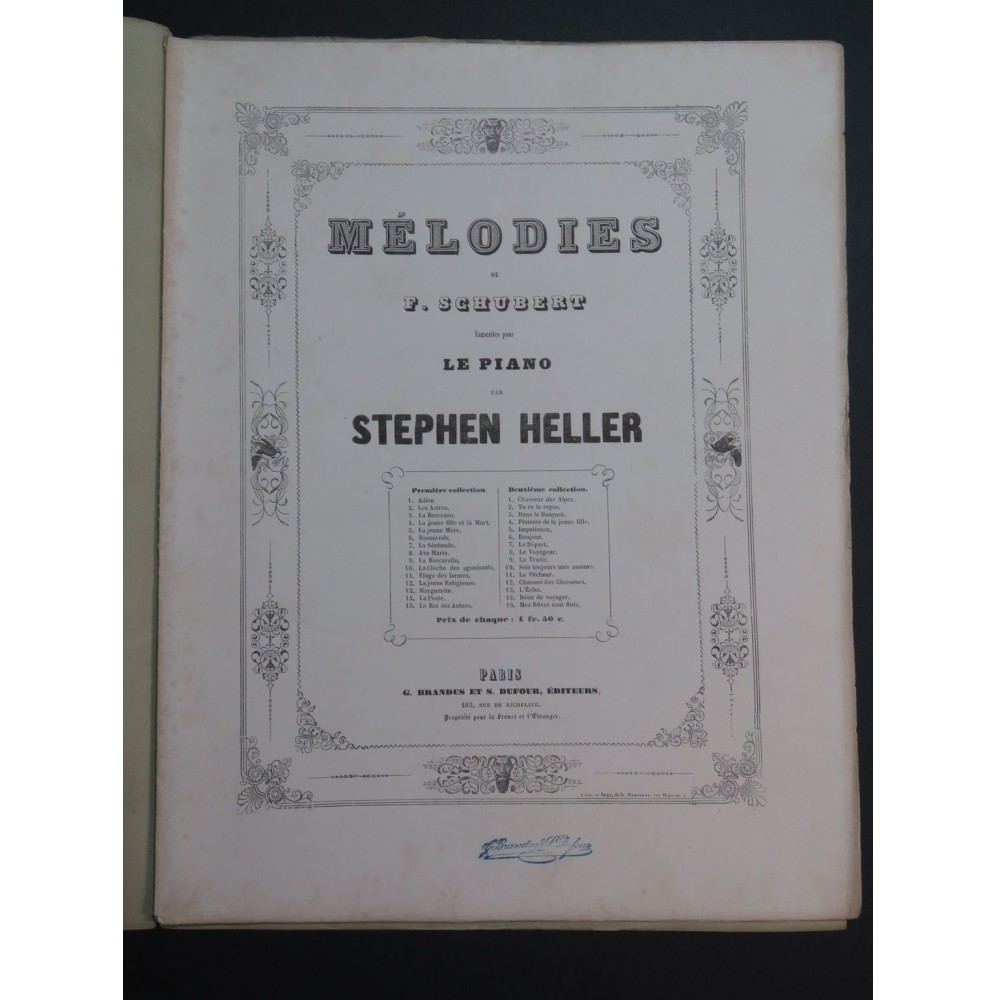 MÉLODIES
DE
F. SCHUBERT
Transcrites pour
LE PIANO
PAR
STEPHEN HELLER
Première collection.
1. Adieu.
2. Les Astres,
3. La Berceuse,
4. La jeune fille et la Mort,
5. La jeune Mère,
6. Rosmonde.
7. La Sérénade.
8. Ave Maria.
9. La Barcarolle,
10. La Cloche des agonisants,
11. Éloge des larmes,
12. La jeune Religieuse.
13. Marguerite.
14. La Poste,
15. Le Roi des Aulnes.
Deuxième collection.
1. Chasseur des Alpes.
2. Tu es le repos,
3. Dans le Bosquet.
4. Plaintes de la jeune fille,
5. Impatience,
6. Bonjour.
7. Le Départ,
8. Le Voyageur,
9. La Truite,
10. Sois toujours mes amours.
11. Le Pêcheur.
12. Chanson des Chasseurs,
13. L'Écho,
14. Désir de voyager,
15. Mes Rêves sont finis,
Prix de chaque : 1 fr. 50 c.
PARIS
G. BRANDUS ET S. DUFOUR, ÉDITEURS,
103, RUE DE RICHELIEU,
Propriété pour la France et l'Étranger.
Imp. de L.
G. Brandus & S. Dufour